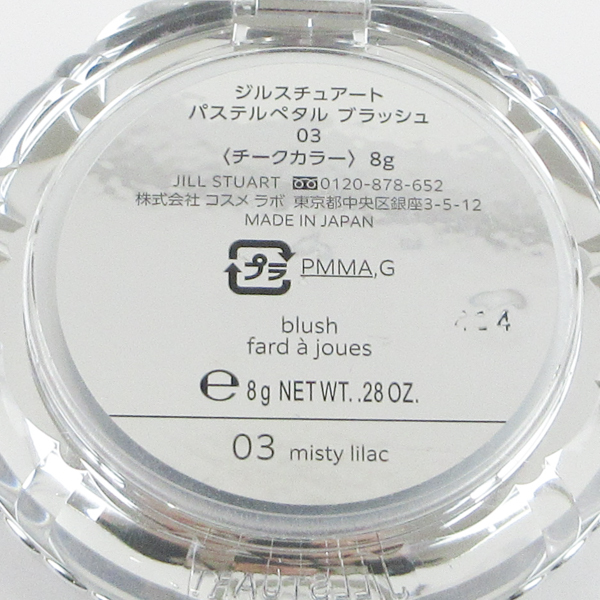 ジルスチュアート
パステルペタル ブラッシュ
03
〈チークカラー〉 8g
JILL STUART 0120-878-652
株式会社 コスメ ラボ 東京都中央区銀座3-5-12
MADE IN JAPAN
プラ PMMA,G
blush
fard à joues
℮ 8g NET WT. .28 OZ.
03 misty lilac
JILL STUART